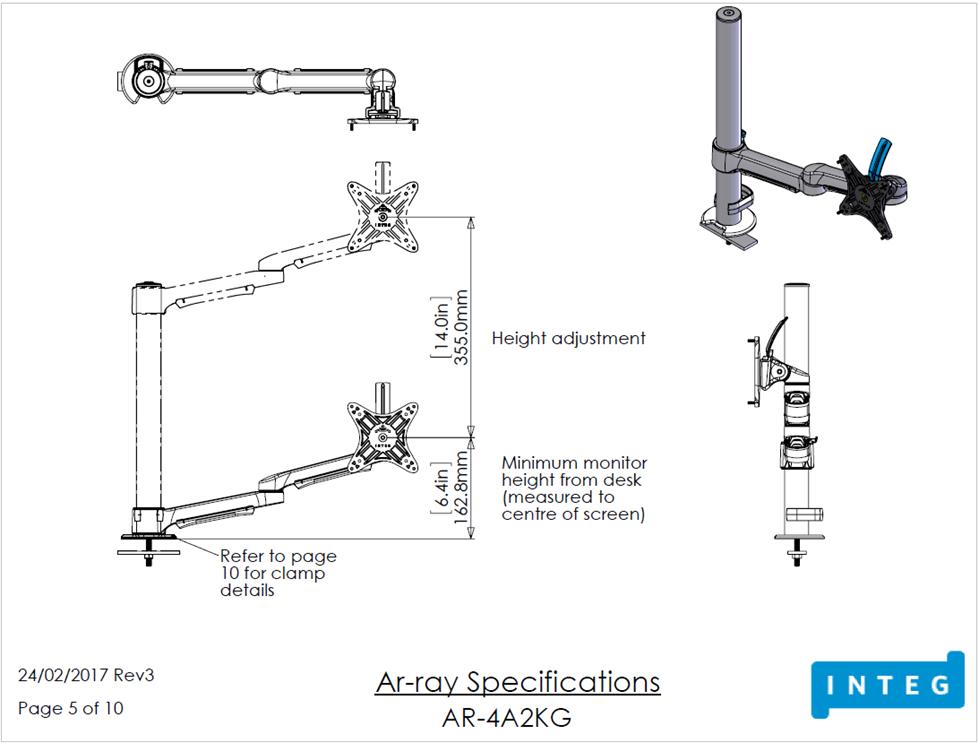 INTEG
[14.0in]
355.0mm
Height adjustment
INTEG
[6.4in]
162.8mm
Minimum monitor
height from desk
(measured to
centre of screen)
Refer to page
10 for clamp
details
24/02/2017 Rev3
Page 5 of 10
Ar-ray Specifications
AR-4A2KG
INTEG